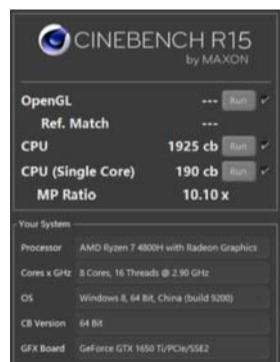 CINEBENCH R15
by MAXON
OpenGL --- Run
Ref. Match ---
CPU 1925 cb Run
CPU (Single Core) 190 cb Run
MP Ratio 10.10 x
Your System
Processor AMD Ryzen 7 4800H with Radeon Graphics
Cores x GHz 8 Cores, 16 Threads @ 2.90 GHz
OS Windows 8, 64 Bit, China (build 9200)
CB Version 64 Bit
GFX Board GeForce GTX 1650 Ti/PCIe/SSE2